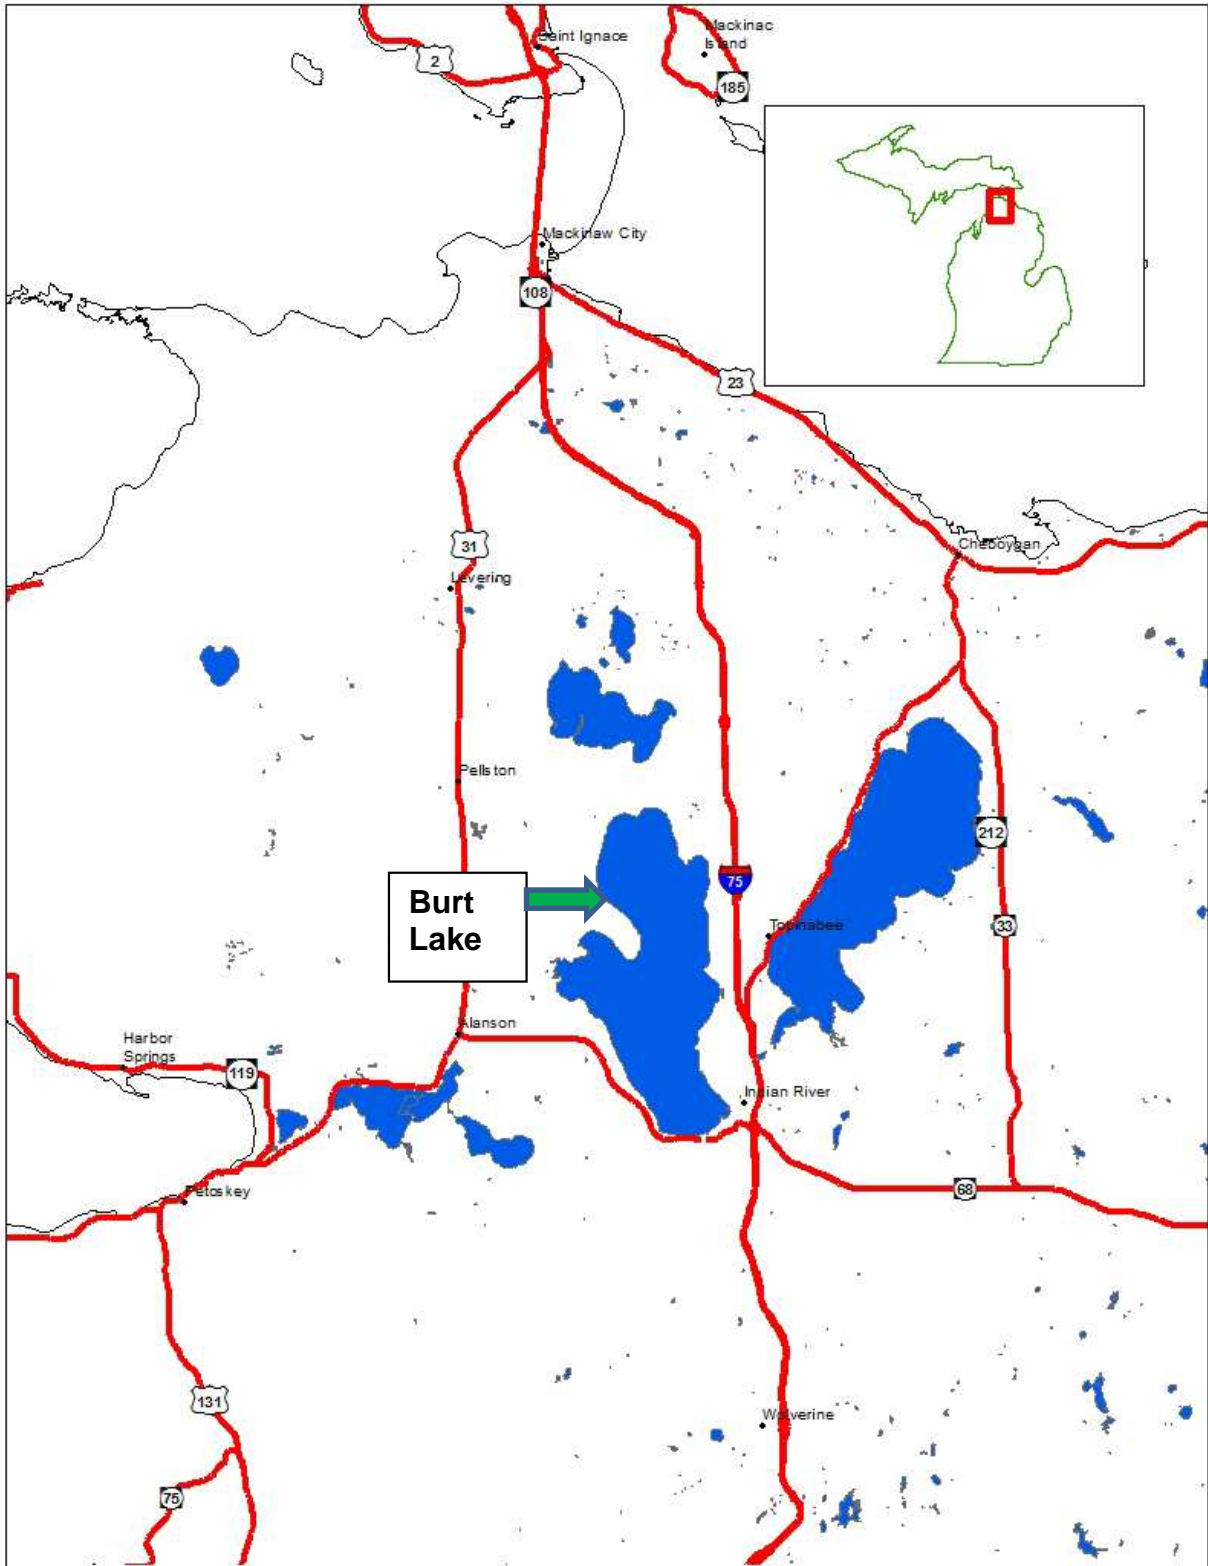 Saint Ignace
2
Mackinac
Island
185
Mackinaw City
108
23
31
Levering
Cheboygan
Pellston
212
75
Burt
Lake
33
Topinabee
Alanson
Harbor
Springs
119
Indian River
Petoskey
68
131
Wolverine
75